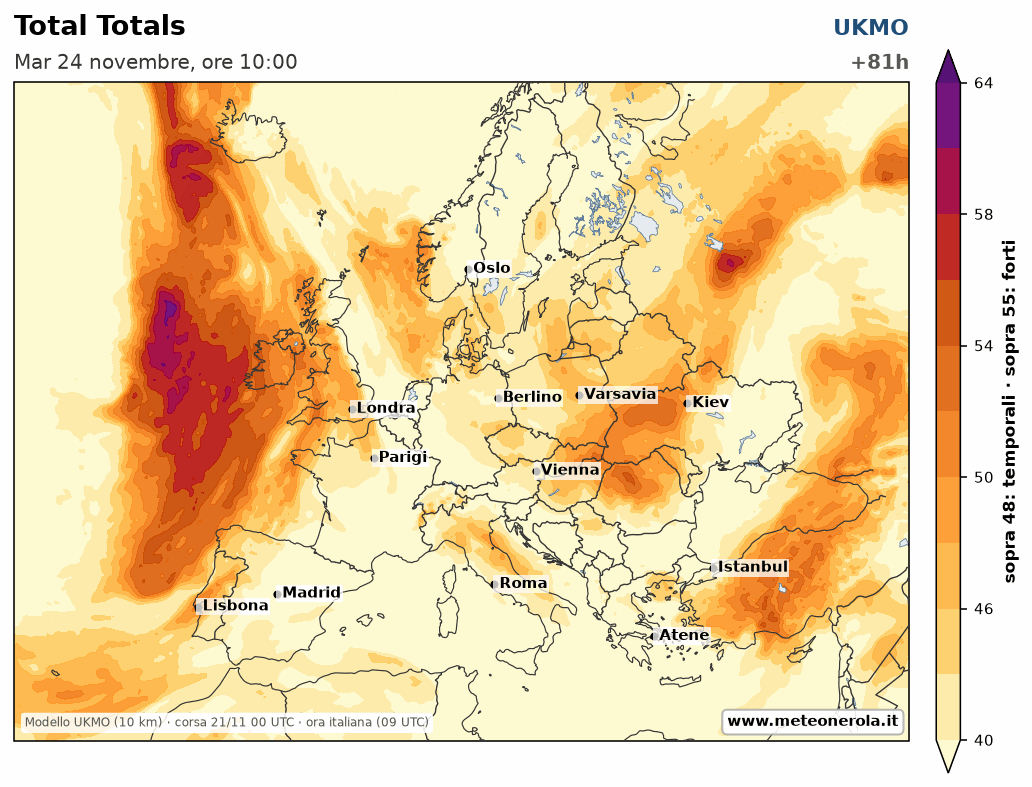 Total Totals
UKMO
Mar 24 novembre, ore 10:00
+81h
64
58
54
50
46
40
sopra 48: temporali · sopra 55: forti
Oslo
Berlino
Varsavia
Kiev
Londra
Parigi
Vienna
Istanbul
Roma
Madrid
Lisbona
Atene
Modello UKMO (10 km) · corsa 21/11 00 UTC · ora italiana (09 UTC)
www.meteonerola.it